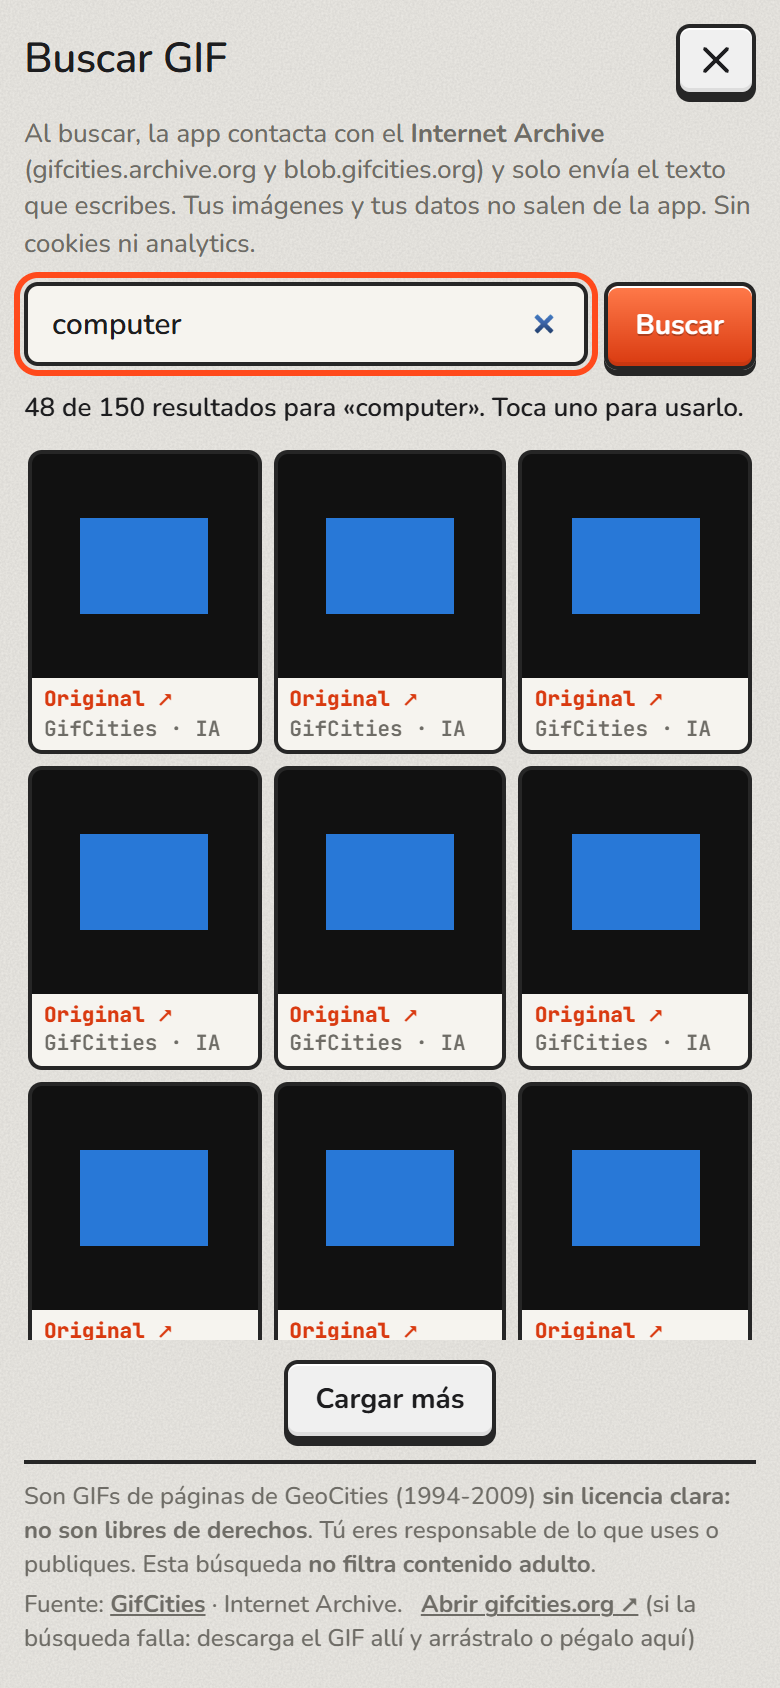 Buscar GIF
Al buscar, la app contacta con el Internet Archive
(gifcities.archive.org y blob.gifcities.org) y solo envía el texto
que escribes. Tus imágenes y tus datos no salen de la app. Sin
cookies ni analytics.
computer
Buscar
48 de 150 resultados para «computer». Toca uno para usarlo.
Original ↗ Original ↗ Original ↗
GifCities · IA GifCities · IA GifCities · IA
Original ↗ Original ↗ Original ↗
GifCities · IA GifCities · IA GifCities · IA
Original ↗ Original ↗ Original ↗
Cargar más
Son GIFs de páginas de GeoCities (1994-2009) sin licencia clara:
no son libres de derechos. Tú eres responsable de lo que uses o
publiques. Esta búsqueda no filtra contenido adulto.
Fuente: GifCities · Internet Archive. Abrir gifcities.org ↗ (si la
búsqueda falla: descarga el GIF allí y arrástralo o pégalo aquí)